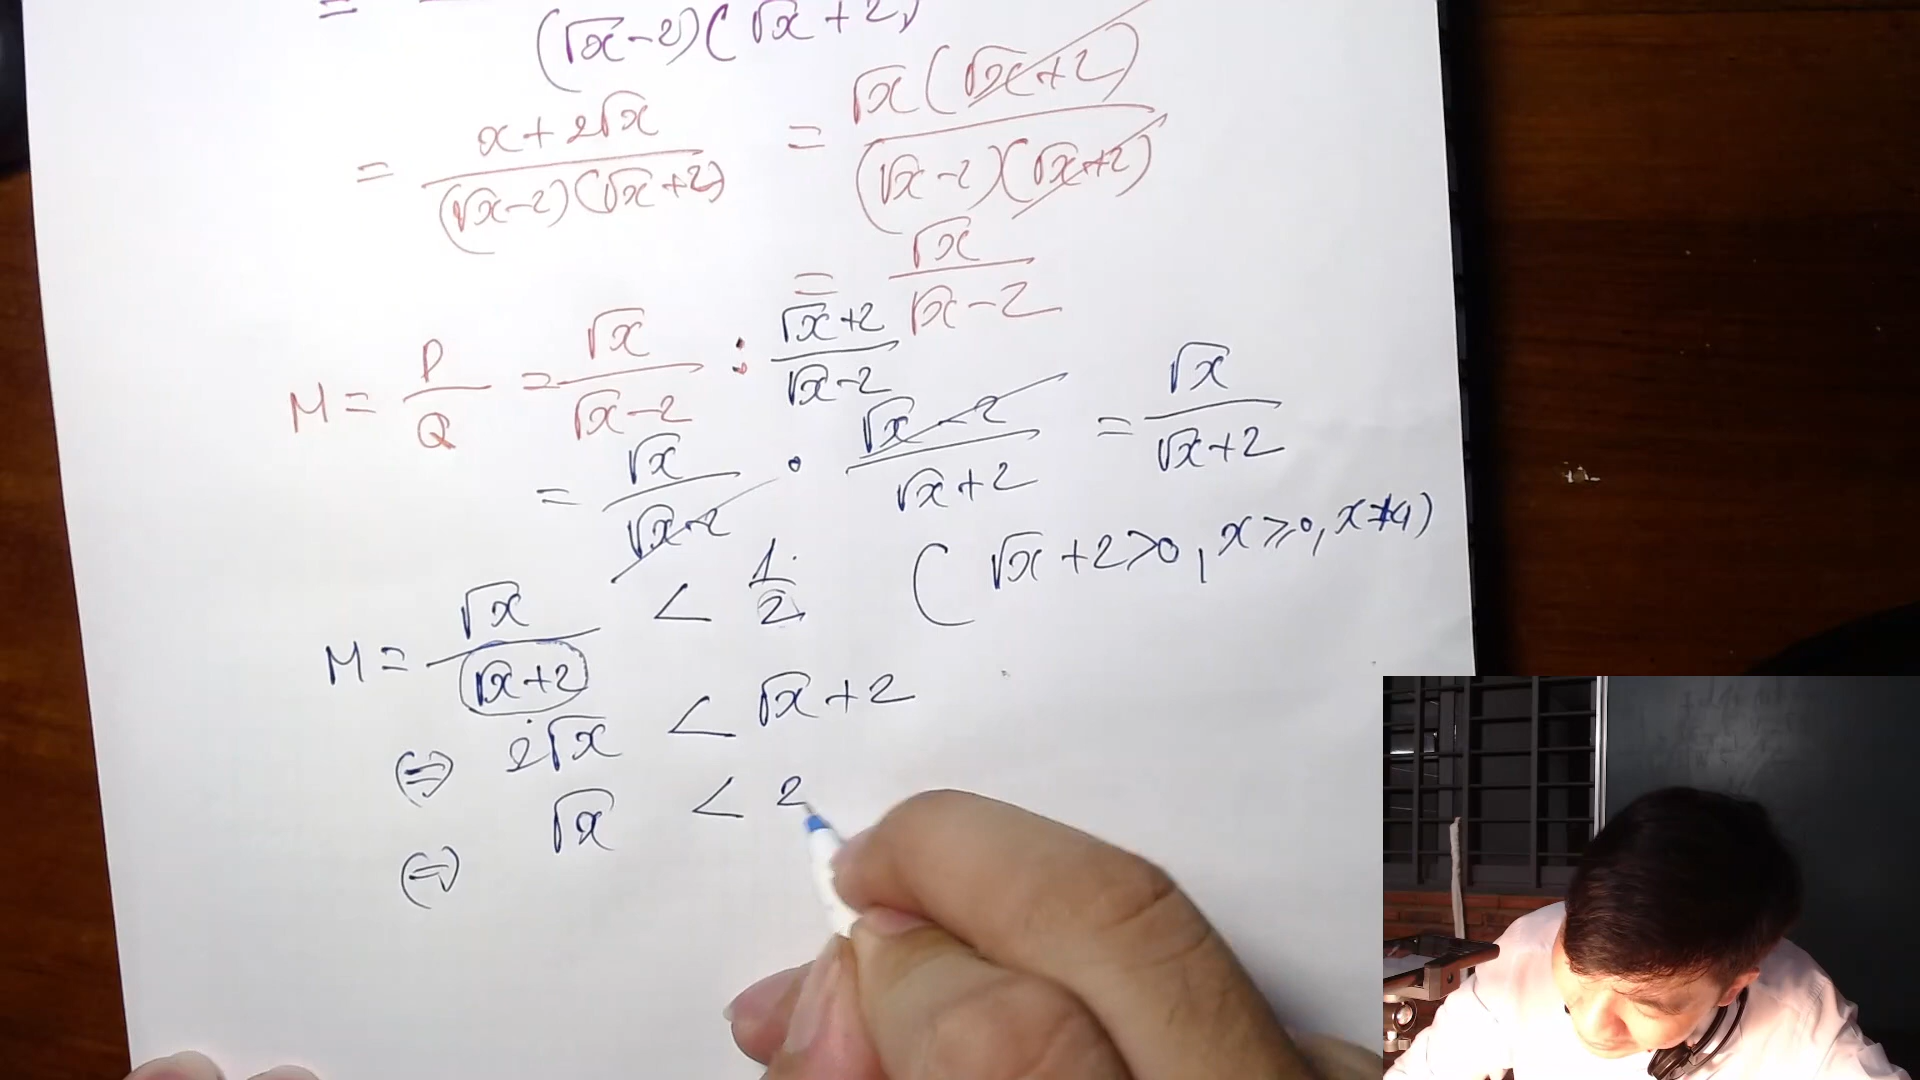 = (√x-2)(√x+2)
= x+2√x / (√x-2)(√x+2) = √x(√x+2) / (√x-2)(√x+2)
= √x / √x-2
M = P/Q = √x / √x-2 : √x+2 / √x-2
= √x / √x-2 · √x-2 / √x+2 = √x / √x+2
M = √x / √x+2 < 1/2 (√x+2>0, x≥0, x≠4)
⇔ 2√x < √x+2
⇔ √x < 2